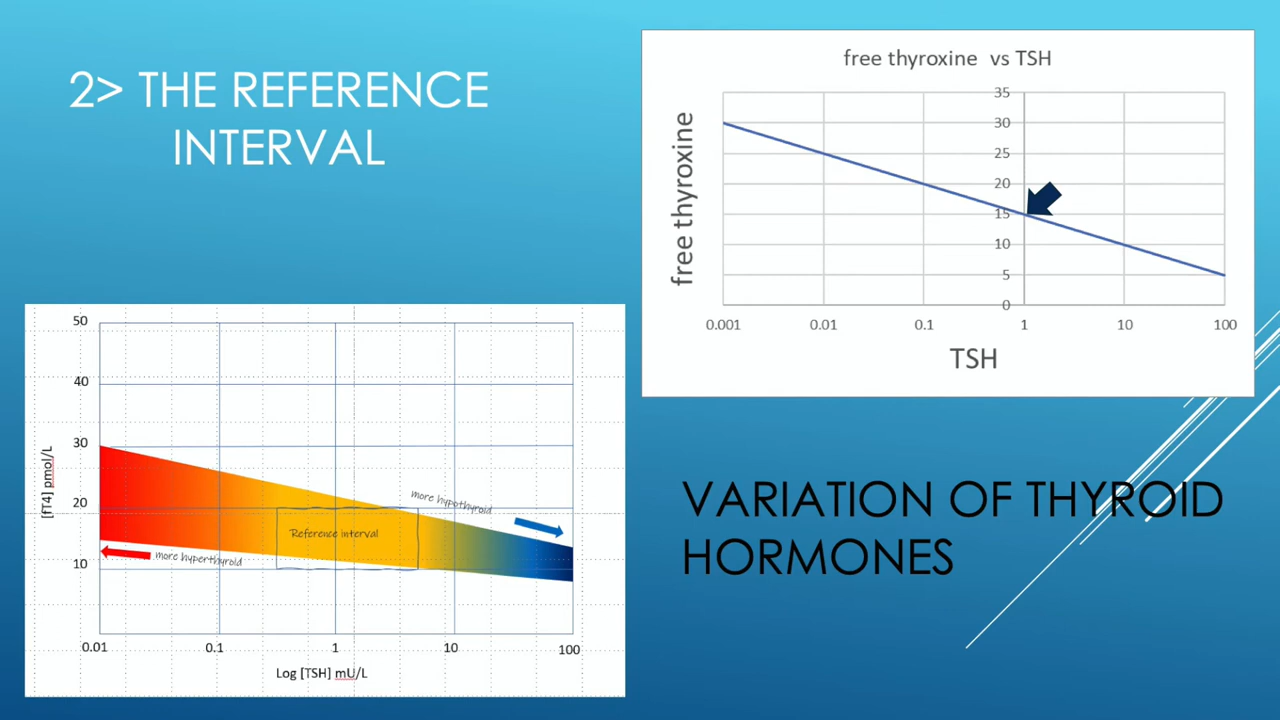 2> THE REFERENCE
INTERVAL
free thyroxine vs TSH
free thyroxine
35
30
25
20
15
10
5
0
0.001 0.01 0.1 1 10 100
TSH
50
40
30
20
10
[fT4] pmol/L
more hypothyroid
Reference interval
more hyperthyroid
0.01 0.1 1 10 100
Log [TSH] mU/L
VARIATION OF THYROID
HORMONES